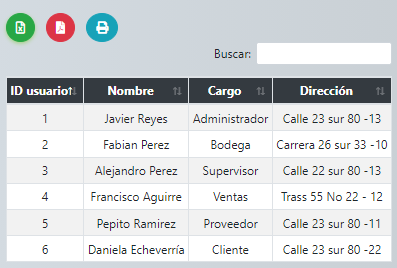 Buscar:
ID usuario Nombre Cargo Dirección
1 Javier Reyes Administrador Calle 23 sur 80 -13
2 Fabian Perez Bodega Carrera 26 sur 33 -10
3 Alejandro Perez Supervisor Calle 22 sur 80 -13
4 Francisco Aguirre Ventas Trass 55 No 22 - 12
5 Pepito Ramirez Proveedor Calle 23 sur 80 -11
6 Daniela Echeverría Cliente Calle 23 sur 80 -22